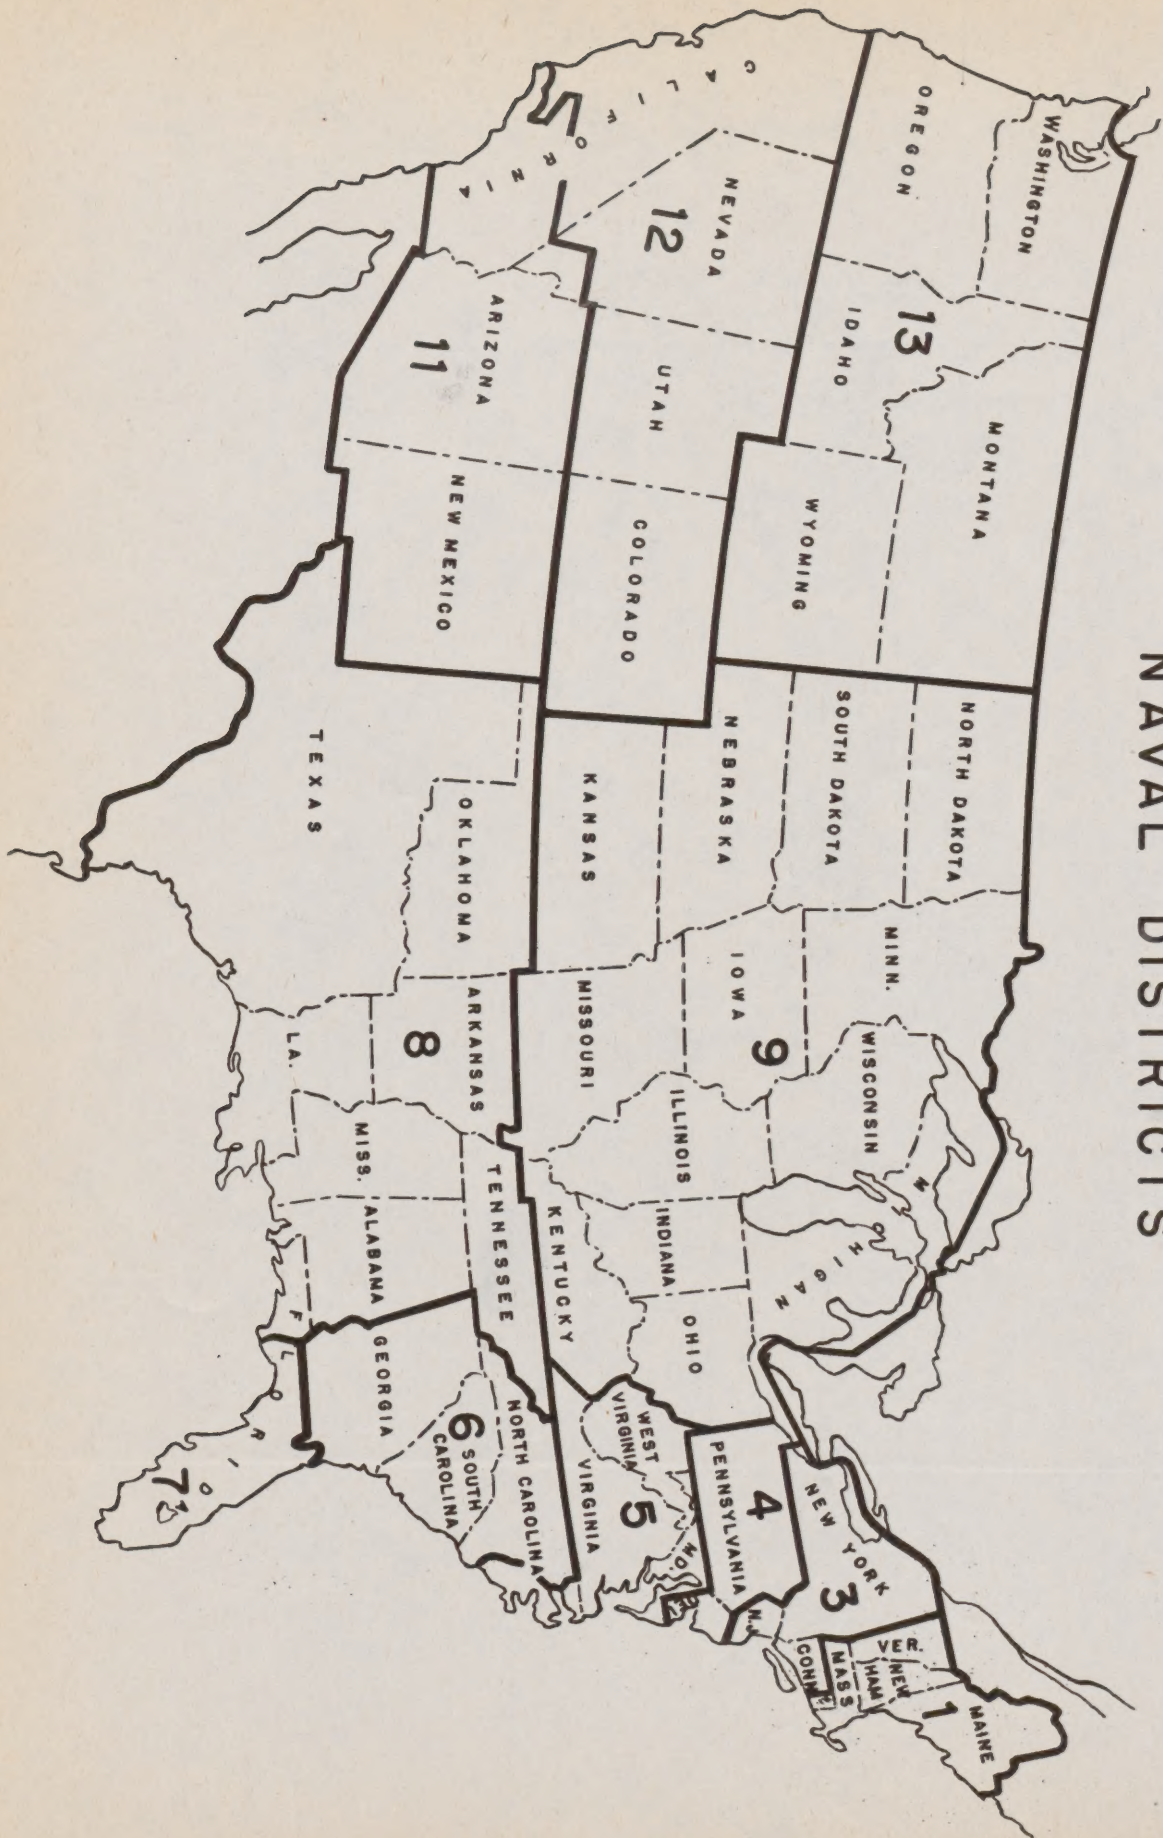 NAVAL DISTRICTS
WASHINGTON
OREGON
IDAHO
13
MONTANA
WYOMING
CALIFORNIA
NEVADA
12
UTAH
COLORADO
ARIZONA
11
NEW MEXICO
NORTH DAKOTA
SOUTH DAKOTA
NEBRASKA
KANSAS
MINN.
IOWA
9
MISSOURI
WISCONSIN
ILLINOIS
MICHIGAN
INDIANA
OHIO
KENTUCKY
TEXAS
OKLAHOMA
ARKANSAS
8
LA.
MISS.
ALABAMA
TENNESSEE
GEORGIA
6
SOUTH
CAROLINA
NORTH CAROLINA
FLORIDA
7
WEST
VIRGINIA
VIRGINIA
5
MD.
PENNSYLVANIA
4
N.J.
NEW YORK
3
CONN.
MASS
VER.
NEW
HAM
MAINE
1